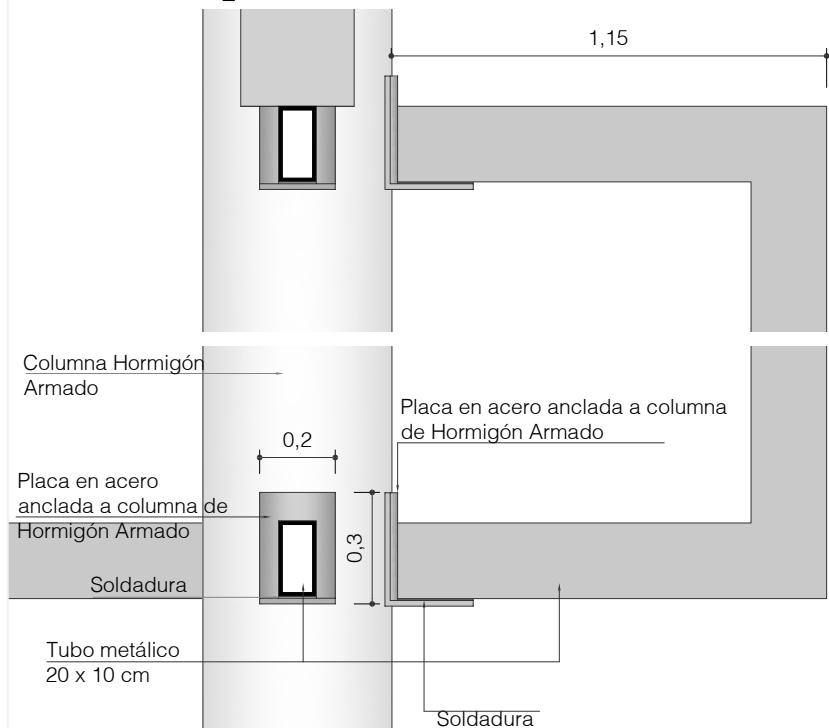 1,15
Columna Hormigón
Armado
Placa en acero anclada a columna
de Hormigón Armado
0,2
Placa en acero
anclada a columna de
Hormigón Armado
0,3
Soldadura
Tubo metálico
20 x 10 cm
Soldadura